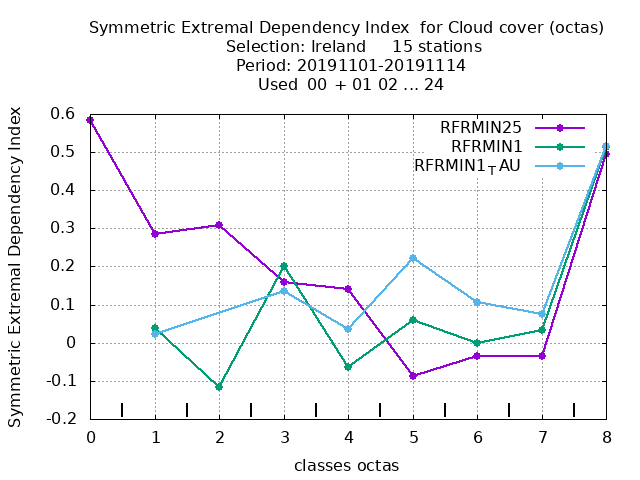 Symmetric Extremal Dependency Index  for Cloud cover (octas)
Selection: Ireland     15 stations
Period: 20191101-20191114
Used  00 + 01 02 ... 24
Symmetric Extremal Dependency Index
0.6
0.5
0.4
0.3
0.2
0.1
0
-0.1
-0.2
RFRMIN25
RFRMIN1
RFRMIN1TAU
0 1 2 3 4 5 6 7 8
classes octas